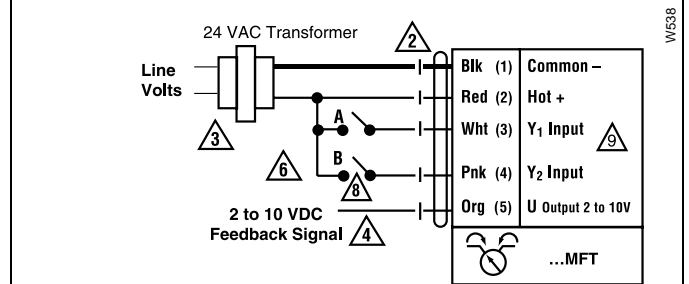 W538
24 VAC Transformer
Line
Volts
2
3
Blk (1) Common –
Red (2) Hot +
A
Wht (3) Y₁ Input
9
B
6
8
Pnk (4) Y₂ Input
Org (5) U Output 2 to 10V
2 to 10 VDC
Feedback Signal
4
...MFT